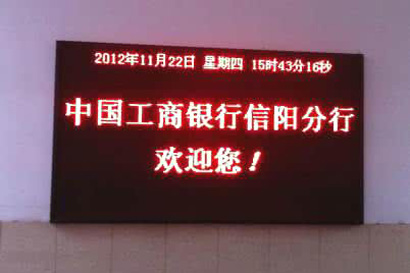 2012年11月22日 星期四 15时43分16秒
中国工商银行信阳分行
欢迎您！